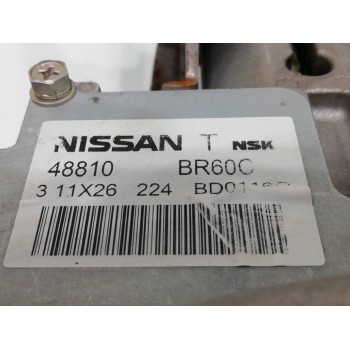 NISSAN T NSK
48810 BR60C
3 11X26 224